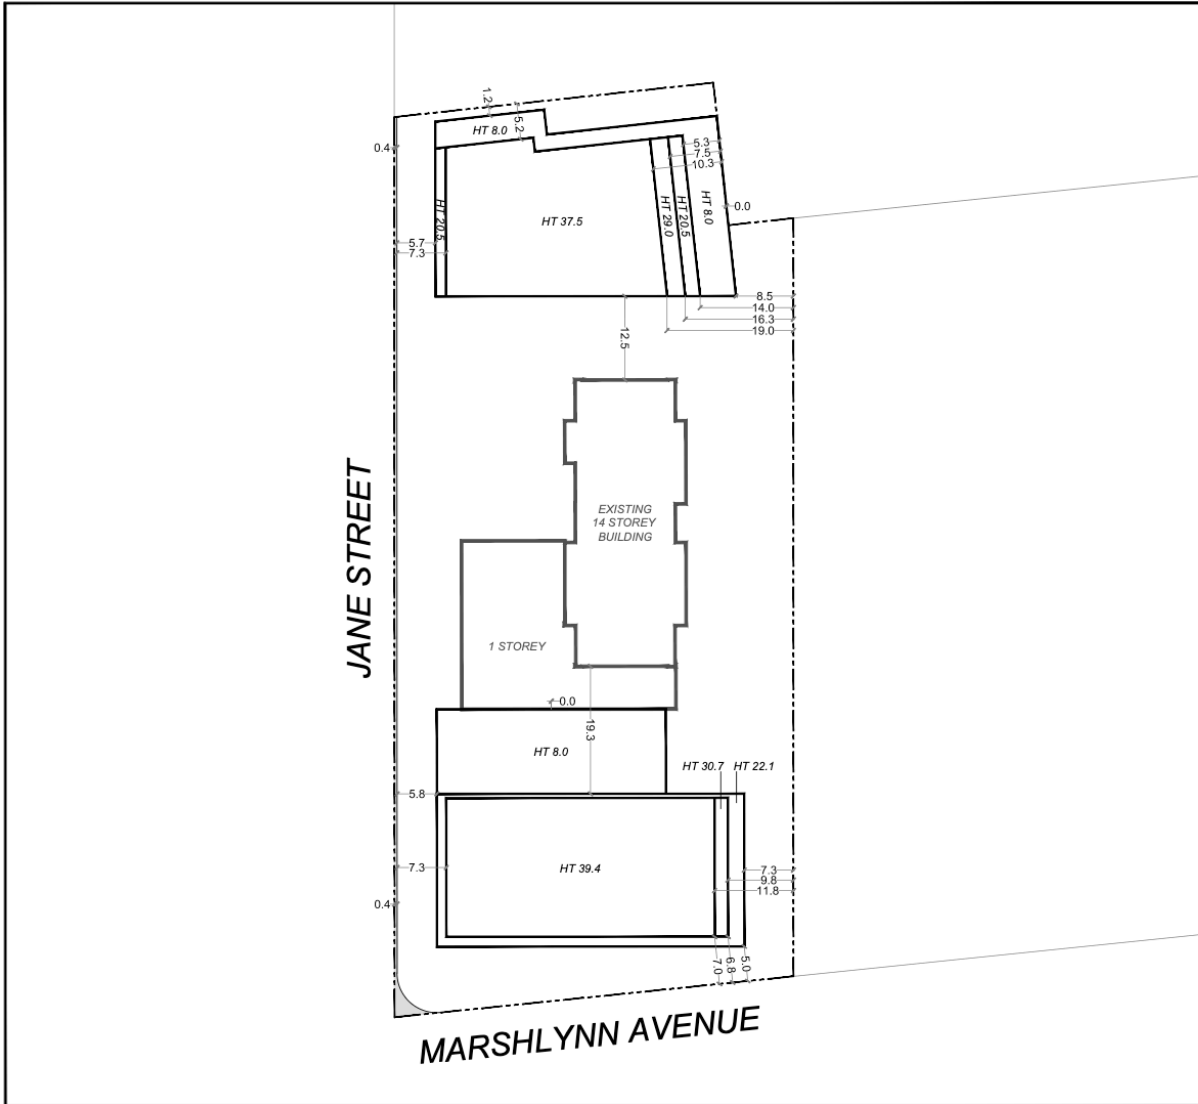 1.2
5.2
HT 8.0
0.4
5.3
7.5
10.3
HT 20.5
HT 37.5
HT 29.0
HT 20.5
HT 8.0
0.0
5.7
7.3
8.5
14.0
16.3
19.0
12.5
JANE STREET
EXISTING
14 STOREY
BUILDING
1 STOREY
0.0
19.3
HT 8.0
HT 30.7
HT 22.1
5.8
7.3
HT 39.4
7.3
9.8
11.8
0.4
7.0
6.8
5.0
MARSHLYNN AVENUE